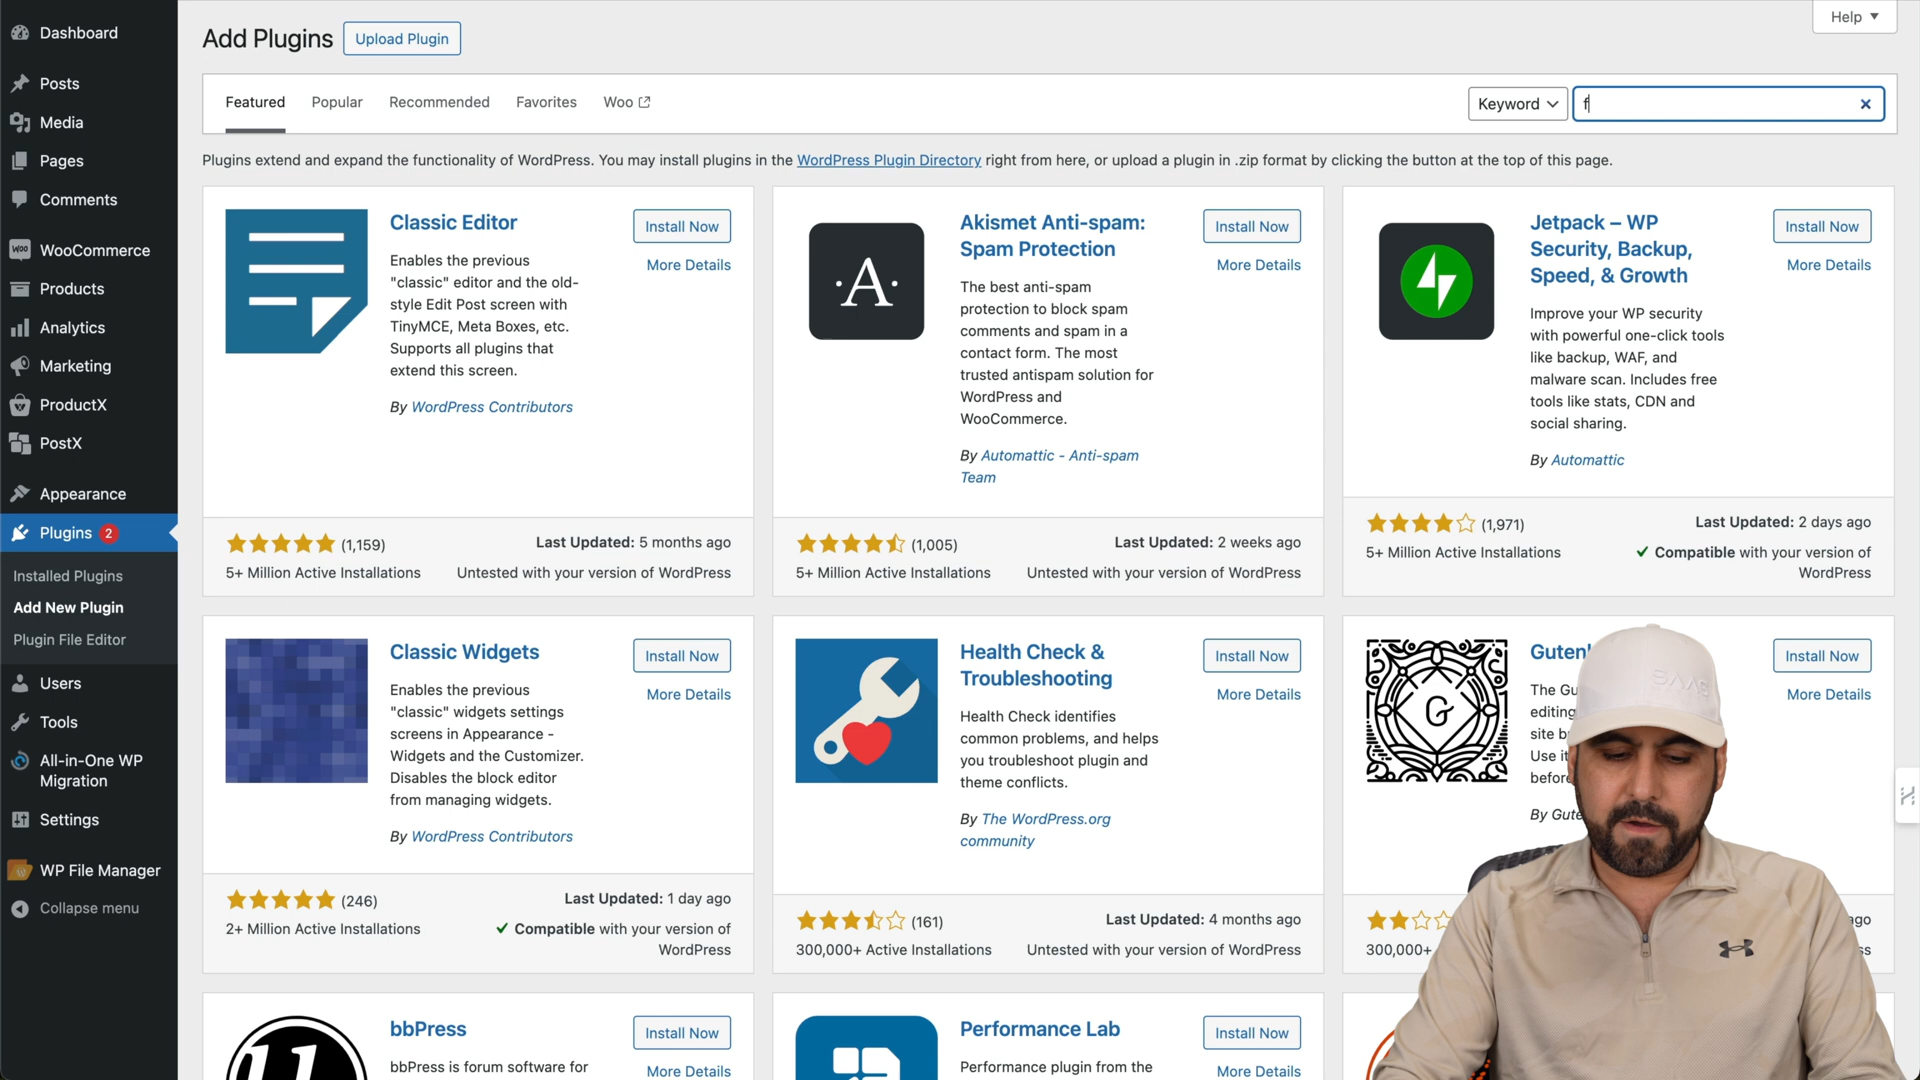 Dashboard
Posts
Media
Pages
Comments
WooCommerce
Products
Analytics
Marketing
ProductX
PostX
Appearance
Plugins 2
Installed Plugins
Add New Plugin
Plugin File Editor
Users
Tools
All-in-One WP
Migration
Settings
WP File Manager
Collapse menu
Help
Add Plugins Upload Plugin
Featured Popular Recommended Favorites Woo
Keyword f
Plugins extend and expand the functionality of WordPress. You may install plugins in the WordPress Plugin Directory right from here, or upload a plugin in .zip format by clicking the button at the top of this page.
Classic Editor
Install Now
More Details
Enables the previous
"classic" editor and the old-
style Edit Post screen with
TinyMCE, Meta Boxes, etc.
Supports all plugins that
extend this screen.
By WordPress Contributors
(1,159)
Last Updated: 5 months ago
5+ Million Active Installations
Untested with your version of WordPress
·A·
Akismet Anti-spam:
Spam Protection
Install Now
More Details
The best anti-spam
protection to block spam
comments and spam in a
contact form. The most
trusted antispam solution for
WordPress and
WooCommerce.
By Automattic - Anti-spam
Team
(1,005)
Last Updated: 2 weeks ago
5+ Million Active Installations
Untested with your version of WordPress
Jetpack – WP
Security, Backup,
Speed, & Growth
Install Now
More Details
Improve your WP security
with powerful one-click tools
like backup, WAF, and
malware scan. Includes free
tools like stats, CDN and
social sharing.
By Automattic
(1,971)
Last Updated: 2 days ago
5+ Million Active Installations
Compatible with your version of
WordPress
Classic Widgets
Install Now
More Details
Enables the previous
"classic" widgets settings
screens in Appearance -
Widgets and the Customizer.
Disables the block editor
from managing widgets.
By WordPress Contributors
(246)
Last Updated: 1 day ago
2+ Million Active Installations
Compatible with your version of
WordPress
Health Check &
Troubleshooting
Install Now
More Details
Health Check identifies
common problems, and helps
you troubleshoot plugin and
theme conflicts.
By The WordPress.org
community
(161)
Last Updated: 4 months ago
300,000+ Active Installations
Untested with your version of WordPress
G
Install Now
More Details
The
editing
Use it
By
ago
300,000+
bbPress
Install Now
More Details
bbPress is forum software for
Performance Lab
Install Now
More Details
Performance plugin from the